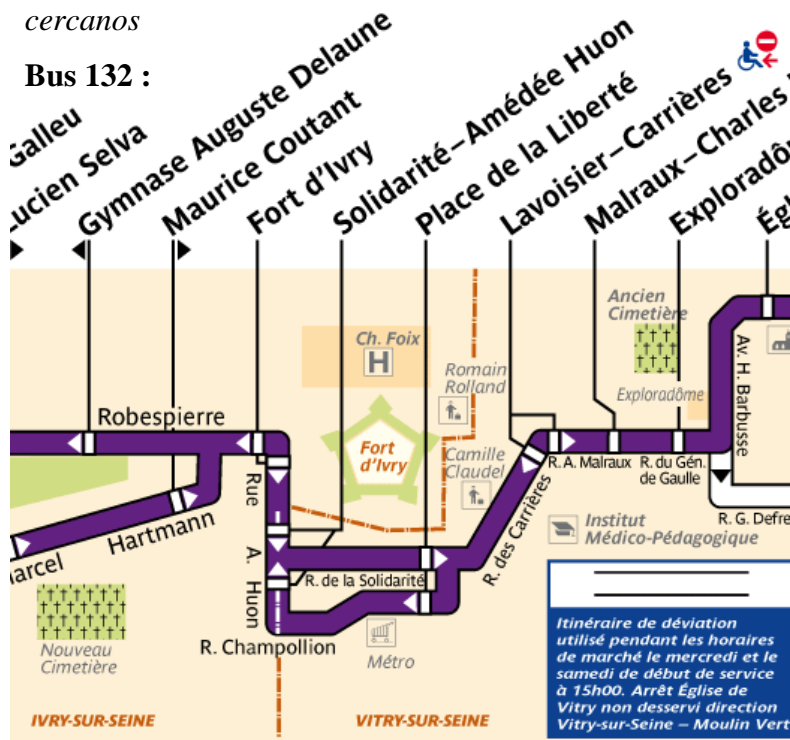 cercanos
Bus 132 :
Galleu
Lucien Selva
Gymnase Auguste Delaune
Maurice Coutant
Fort d'Ivry
Solidarité–Amédée Huon
Place de la Liberté
Lavoisier–Carrières
Malraux–Charles
Exploradôm
Égl
Ancien
Cimetière
Ch. Foix
H
Romain
Rolland
Exploradôme
Av. H. Barbusse
Robespierre
Fort
d'Ivry
Camille
Claudel
R. A. Malraux
R. du Gén.
de Gaulle
Rue A. Huon
Hartmann
arcel
R. des Carrières
R. G. Defre
Institut
Médico-Pédagogique
R. de la Solidarité
R. Champollion
Métro
Nouveau
Cimetière
IVRY-SUR-SEINE
VITRY-SUR-SEINE
Itinéraire de déviation
utilisé pendant les horaires
de marché le mercredi et le
samedi de début de service
à 15h00. Arrêt Église de
Vitry non desservi direction
Vitry-sur-Seine – Moulin Vert